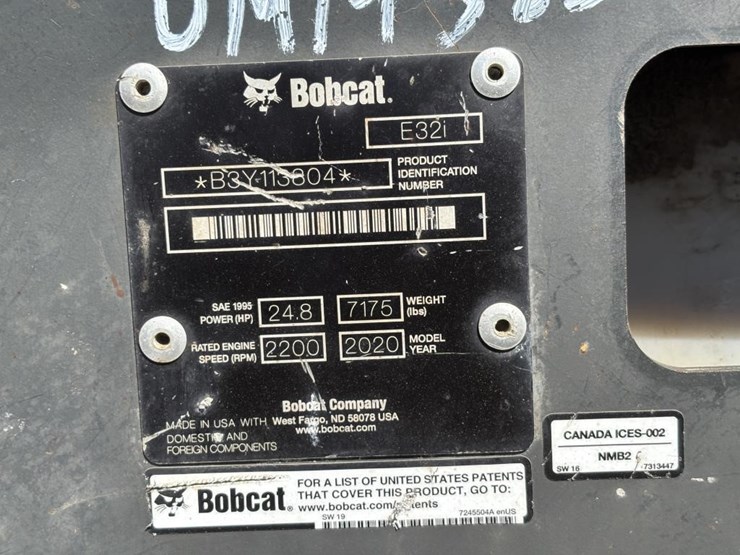 Bobcat.
E32i
*B3Y113804*
PRODUCT
IDENTIFICATION
NUMBER
SAE 1995
POWER (HP)
24.8
7175
WEIGHT
(lbs)
RATED ENGINE
SPEED (RPM)
2200
2020
MODEL
YEAR
Bobcat Company
West Fargo, ND 58078 USA
www.bobcat.com
MADE IN USA WITH
DOMESTIC AND
FOREIGN COMPONENTS
CANADA ICES-002
NMB2
SW 16
7313447
Bobcat.
FOR A LIST OF UNITED STATES PATENTS
THAT COVER THIS PRODUCT, GO TO:
www.bobcat.com/patents
SW 19
7245504A enUS